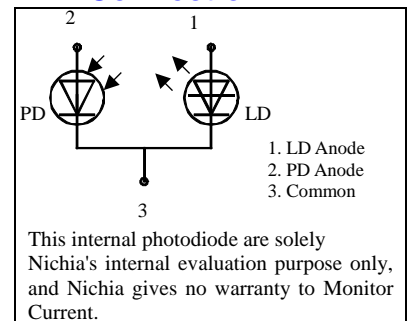 2
1
PD
LD
1. LD Anode
2. PD Anode
3. Common
3
This internal photodiode are solely
Nichia's internal evaluation purpose only,
and Nichia gives no warranty to Monitor
Current.